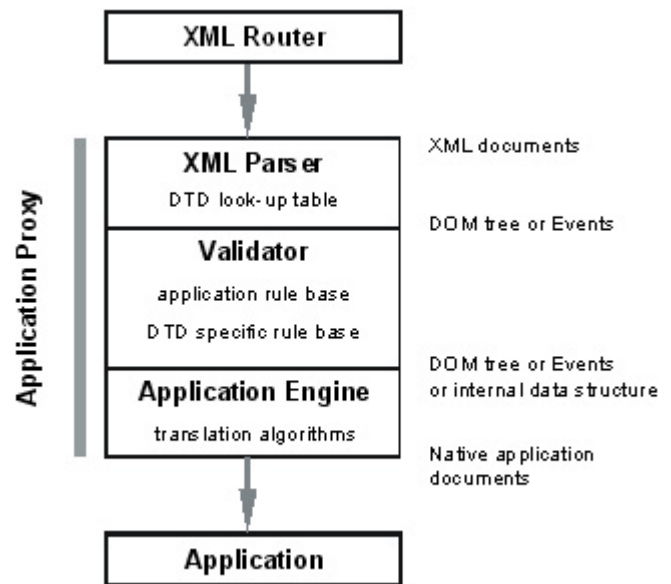 XML Router
XML Parser
DTD look-up table
XML documents
DOM tree or Events
Validator
application rule base
DTD specific rule base
DOM tree or Events
or internal data structure
Application Engine
translation algorithms
Native application
documents
Application
Application Proxy